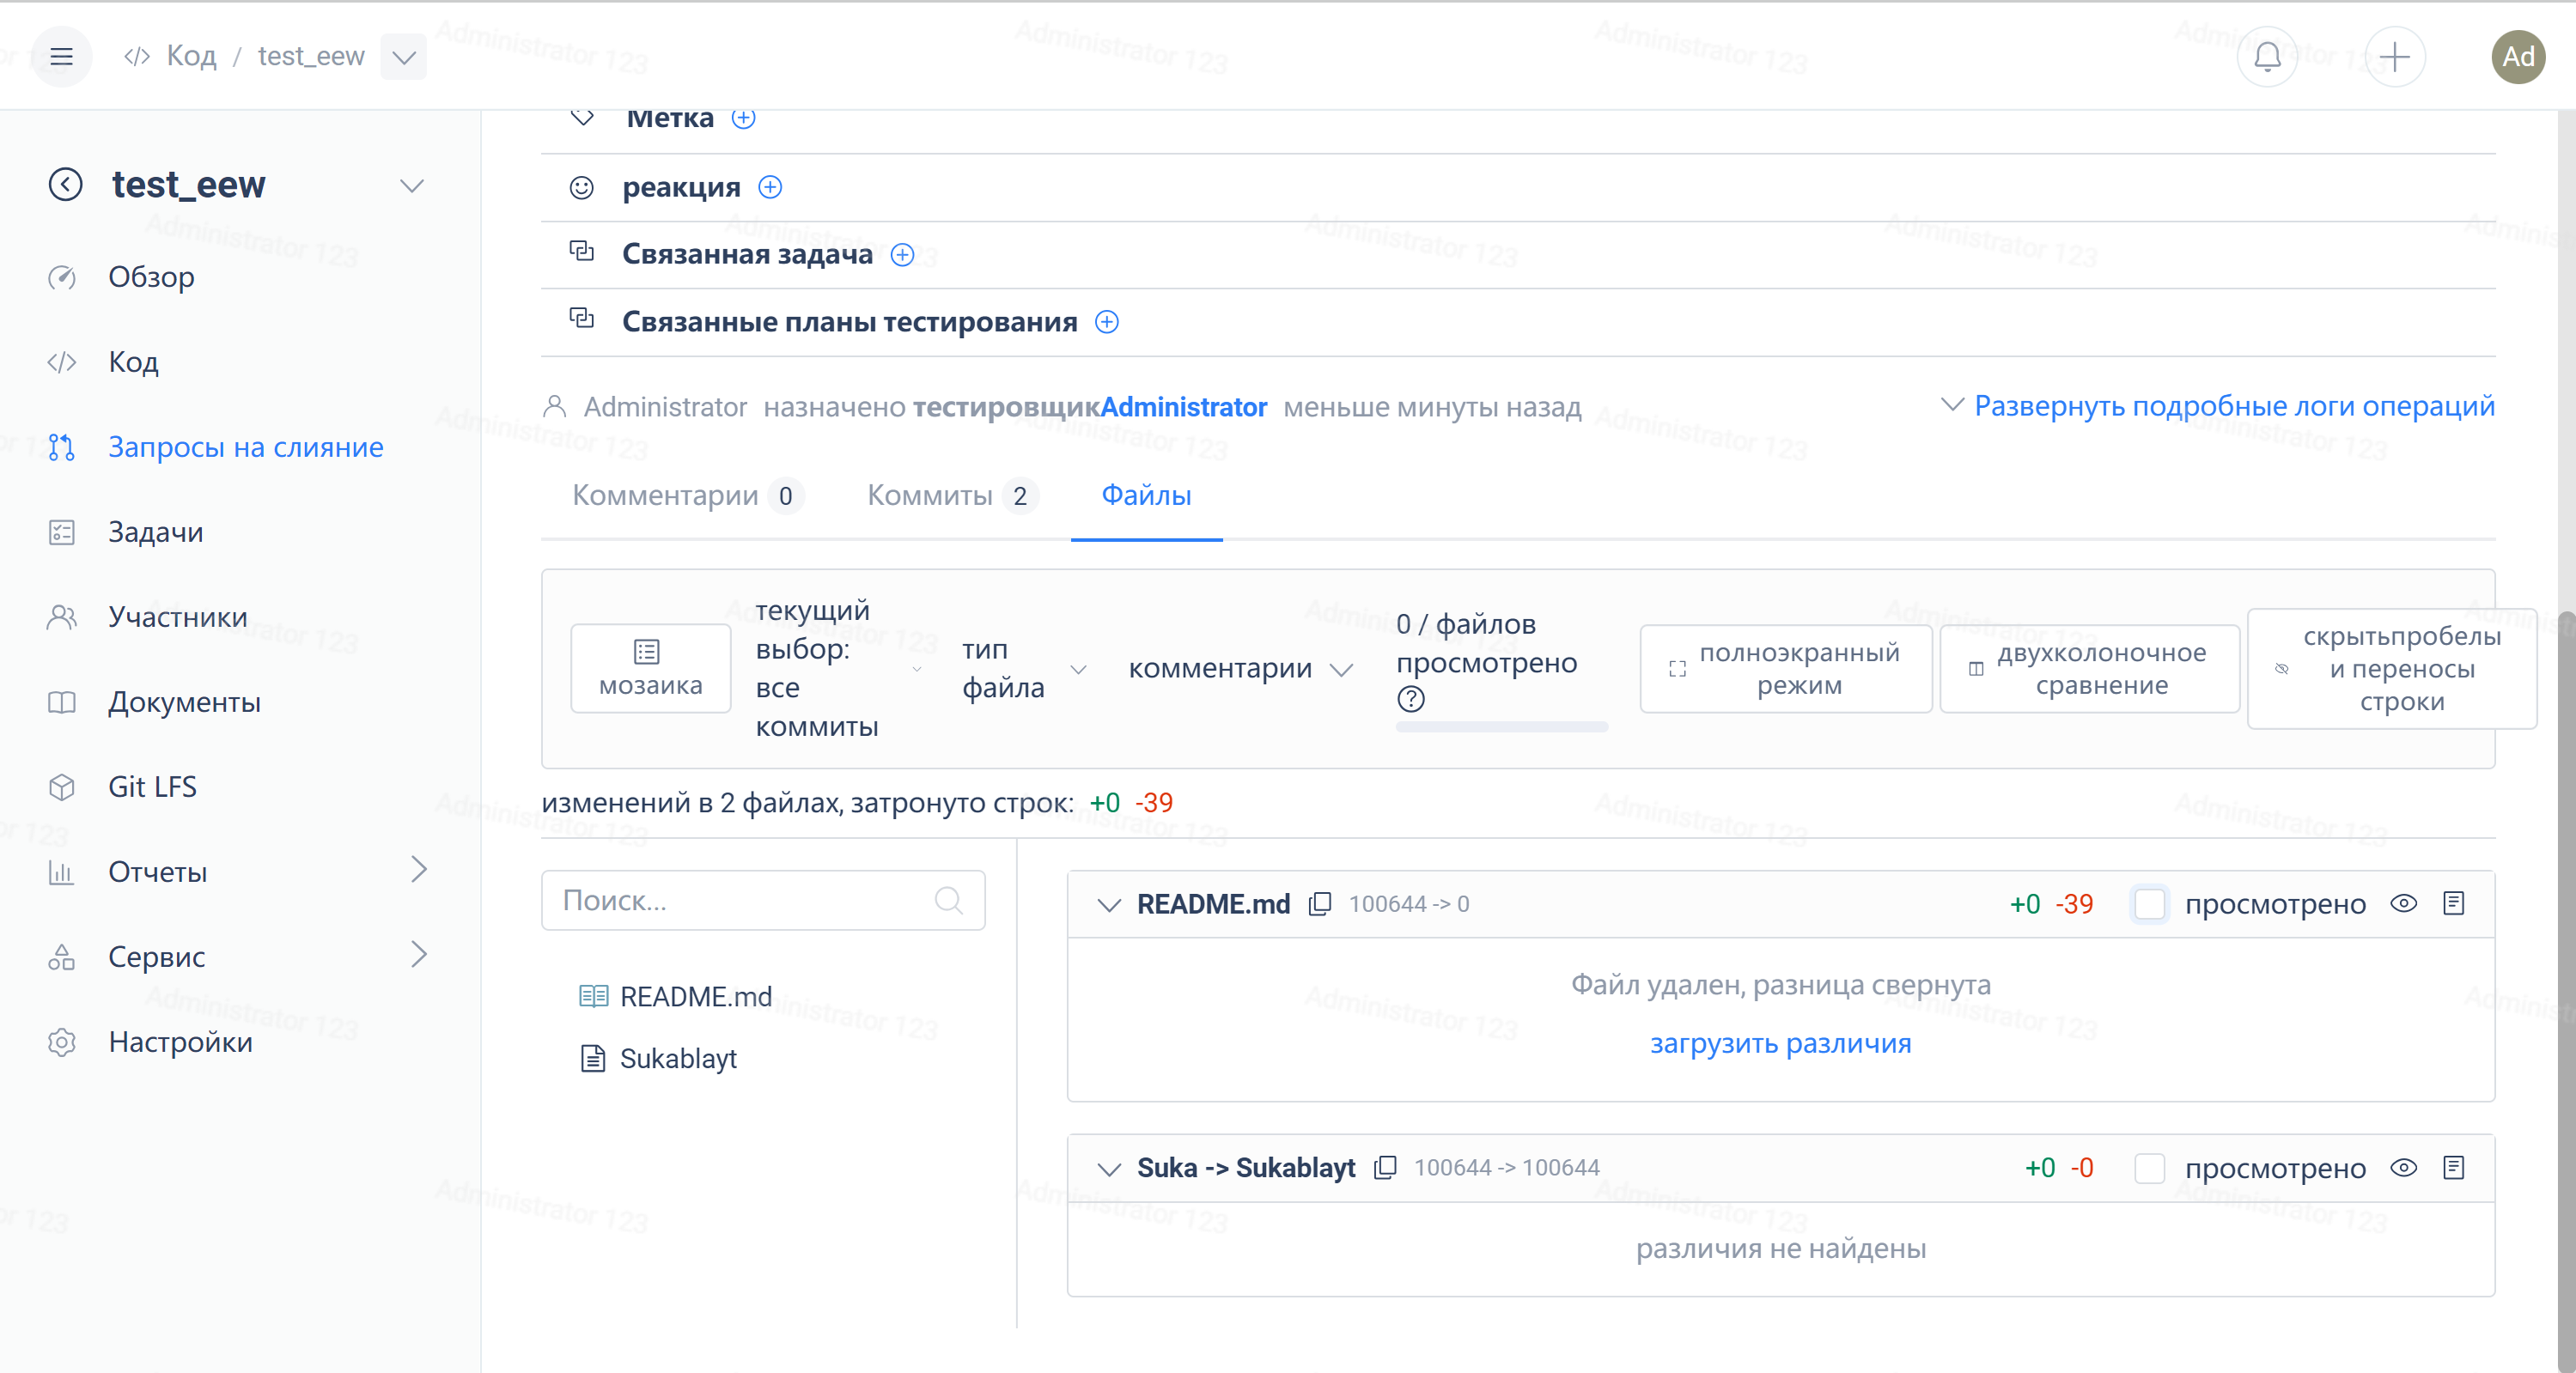 Код / test_eew
Ad
test_eew
Обзор
Код
Запросы на слияние
Задачи
Участники
Документы
Git LFS
Отчеты
Сервис
Настройки
Метка
реакция
Связанная задача
Связанные планы тестирования
Administrator назначено тестировщикAdministrator меньше минуты назад
Развернуть подробные логи операций
Комментарии 0
Коммиты 2
Файлы
мозаика
текущий
выбор:
все
коммиты
тип
файла
комментарии
0 / файлов
просмотрено
полноэкранный
режим
двухколоночное
сравнение
скрытьпробелы
и переносы
строки
изменений в 2 файлах, затронуто строк: +0 -39
Поиск...
README.md
Sukablayt
README.md 100644 -> 0 +0 -39 просмотрено
Файл удален, разница свернута
загрузить различия
Suka -> Sukablayt 100644 -> 100644 +0 -0 просмотрено
различия не найдены
Administrator 123